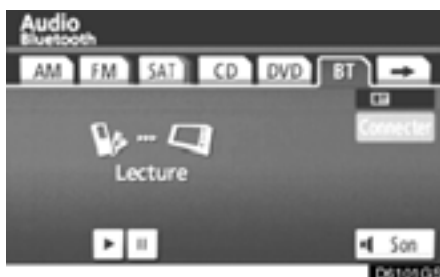 Audio
Bluetooth
AM FM SAT CD DVD BT
Connecter
Lecture
Son